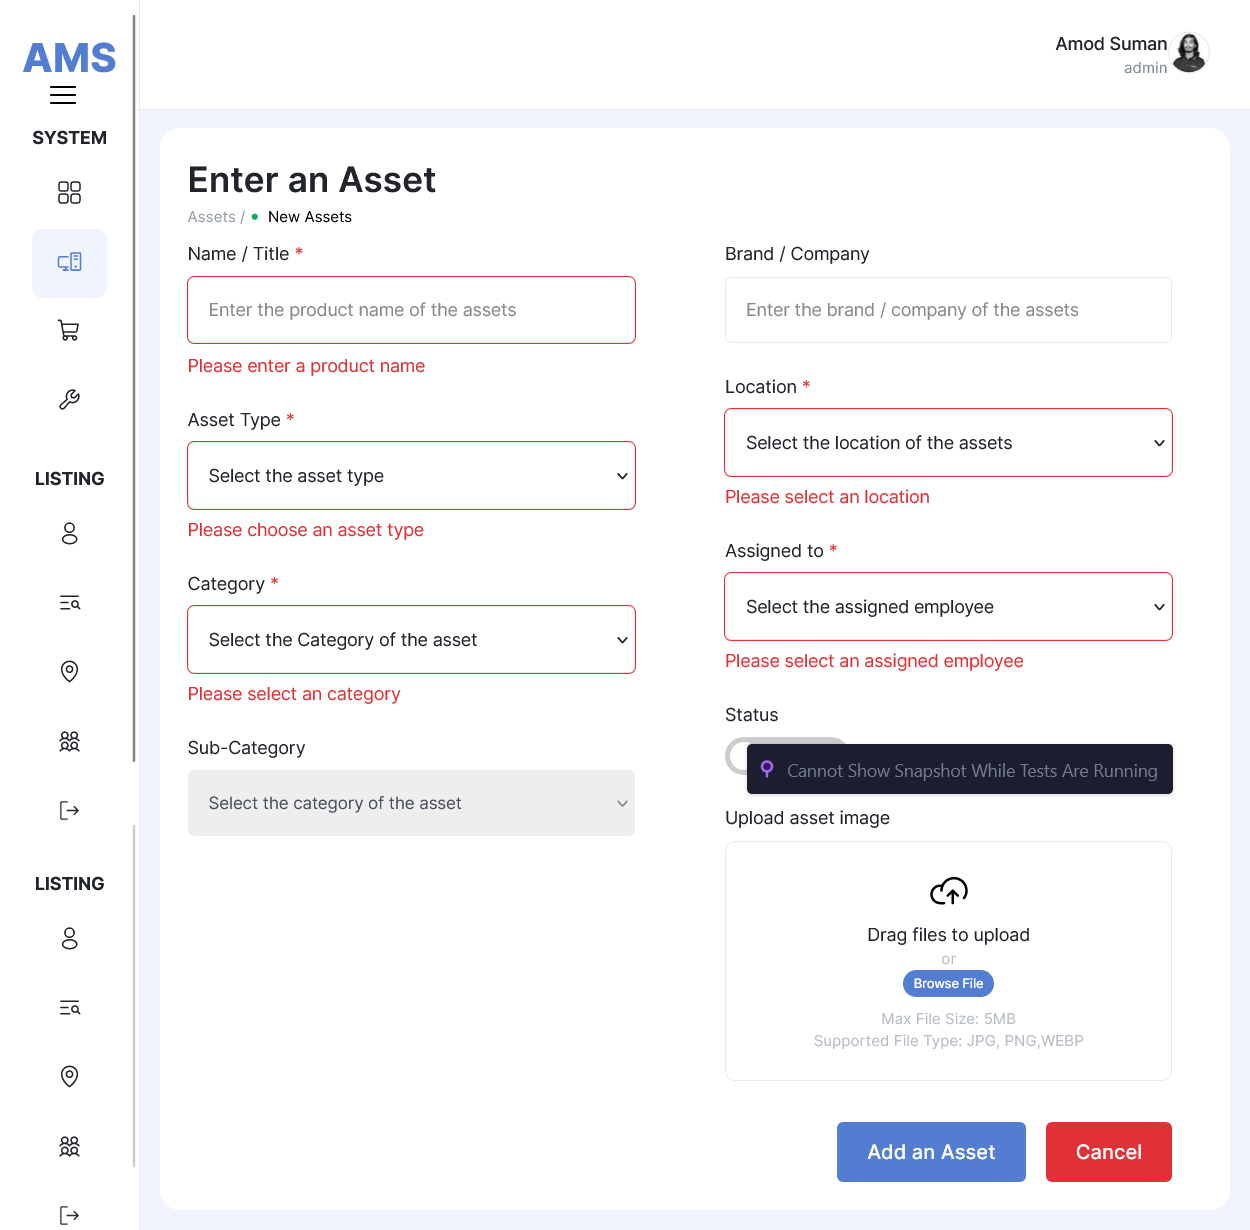 AMS
SYSTEM
LISTING
LISTING
Amod Suman
admin
Enter an Asset
Assets / • New Assets
Name / Title *
Enter the product name of the assets
Please enter a product name
Asset Type *
Select the asset type
Please choose an asset type
Category *
Select the Category of the asset
Please select an category
Sub-Category
Select the category of the asset
Brand / Company
Enter the brand / company of the assets
Location *
Select the location of the assets
Please select an location
Assigned to *
Select the assigned employee
Please select an assigned employee
Status
Cannot Show Snapshot While Tests Are Running
Upload asset image
Drag files to upload
or
Browse File
Max File Size: 5MB
Supported File Type: JPG, PNG,WEBP
Add an Asset
Cancel